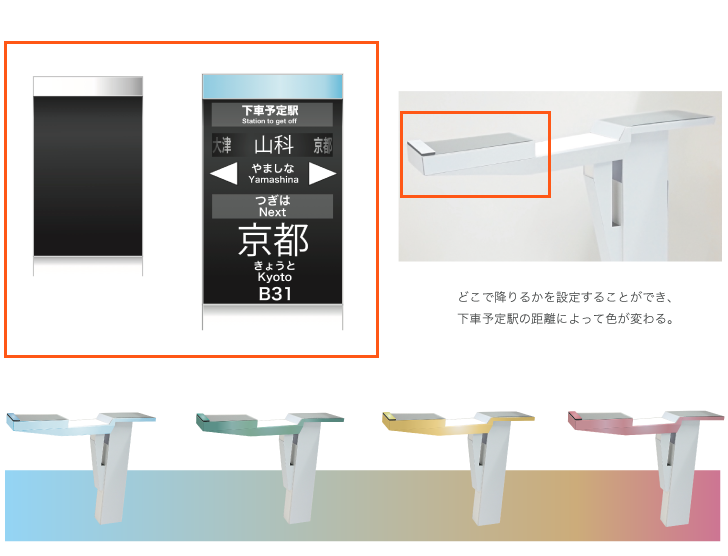 下車予定駅
Station to get off
大津 山科 京都
やましな
Yamashina
つぎは
Next
京都
きょうと
Kyoto
B31
どこで降りるかを設定することができ、
下車予定駅の距離によって色が変わる。